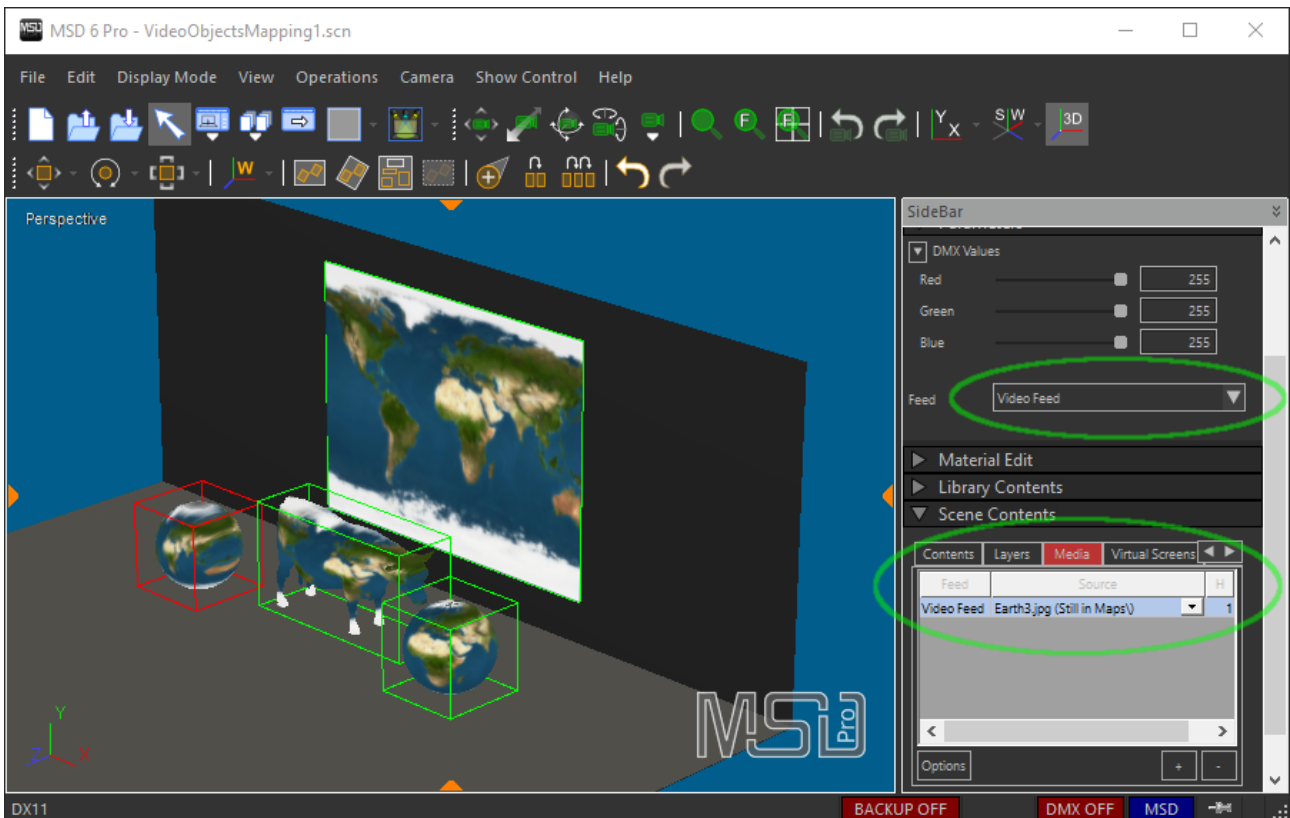 MSD MSD 6 Pro - VideoObjectsMapping1.scn
File Edit Display Mode View Operations Camera Show Control Help
F F Y X S W 3D
W
Perspective
SideBar
Parameters
DMX Values
Red 255
Green 255
Blue 255
Feed Video Feed
Material Edit
Library Contents
Scene Contents
Contents Layers Media Virtual Screens
Feed Source H
Video Feed Earth3.jpg (Still in Maps\) 1
MSD Pro
Y
Z X
Options + -
DX11 BACKUP OFF DMX OFF MSD